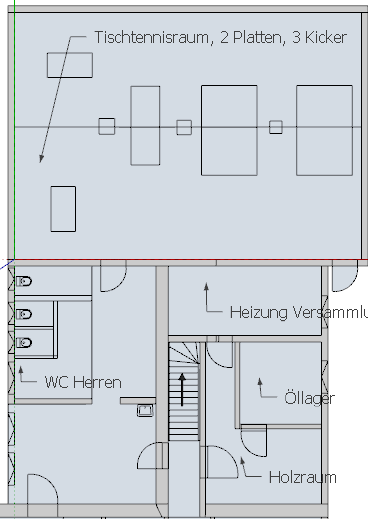 Tischtennisraum, 2 Platten, 3 Kicker
Heizung Versammlu
WC Herren
Öllager
Holzraum